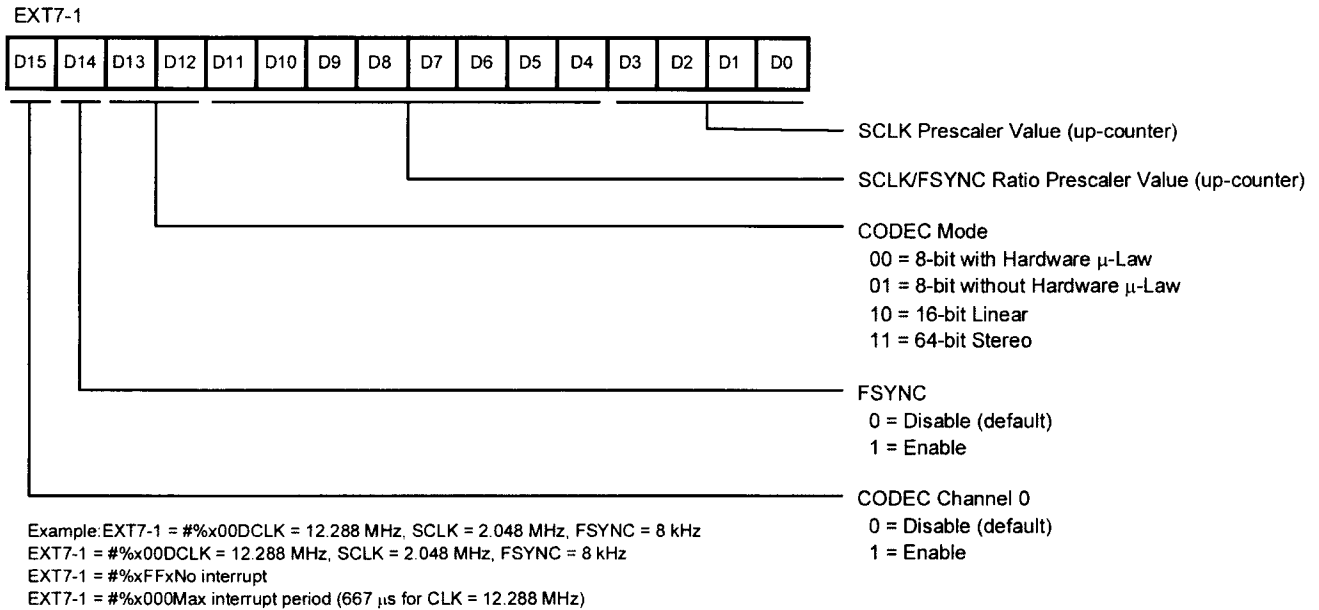 EXT7-1
D15 D14 D13 D12 D11 D10 D9 D8 D7 D6 D5 D4 D3 D2 D1 D0
SCLK Prescaler Value (up-counter)
SCLK/FSYNC Ratio Prescaler Value (up-counter)
CODEC Mode
00 = 8-bit with Hardware μ-Law
01 = 8-bit without Hardware μ-Law
10 = 16-bit Linear
11 = 64-bit Stereo
FSYNC
0 = Disable (default)
1 = Enable
CODEC Channel 0
0 = Disable (default)
1 = Enable
Example:EXT7-1 = #%x00DCLK = 12.288 MHz, SCLK = 2.048 MHz, FSYNC = 8 kHz
EXT7-1 = #%x00DCLK = 12.288 MHz, SCLK = 2.048 MHz, FSYNC = 8 kHz
EXT7-1 = #%xFFxNo interrupt
EXT7-1 = #%x000Max interrupt period (667 μs for CLK = 12.288 MHz)